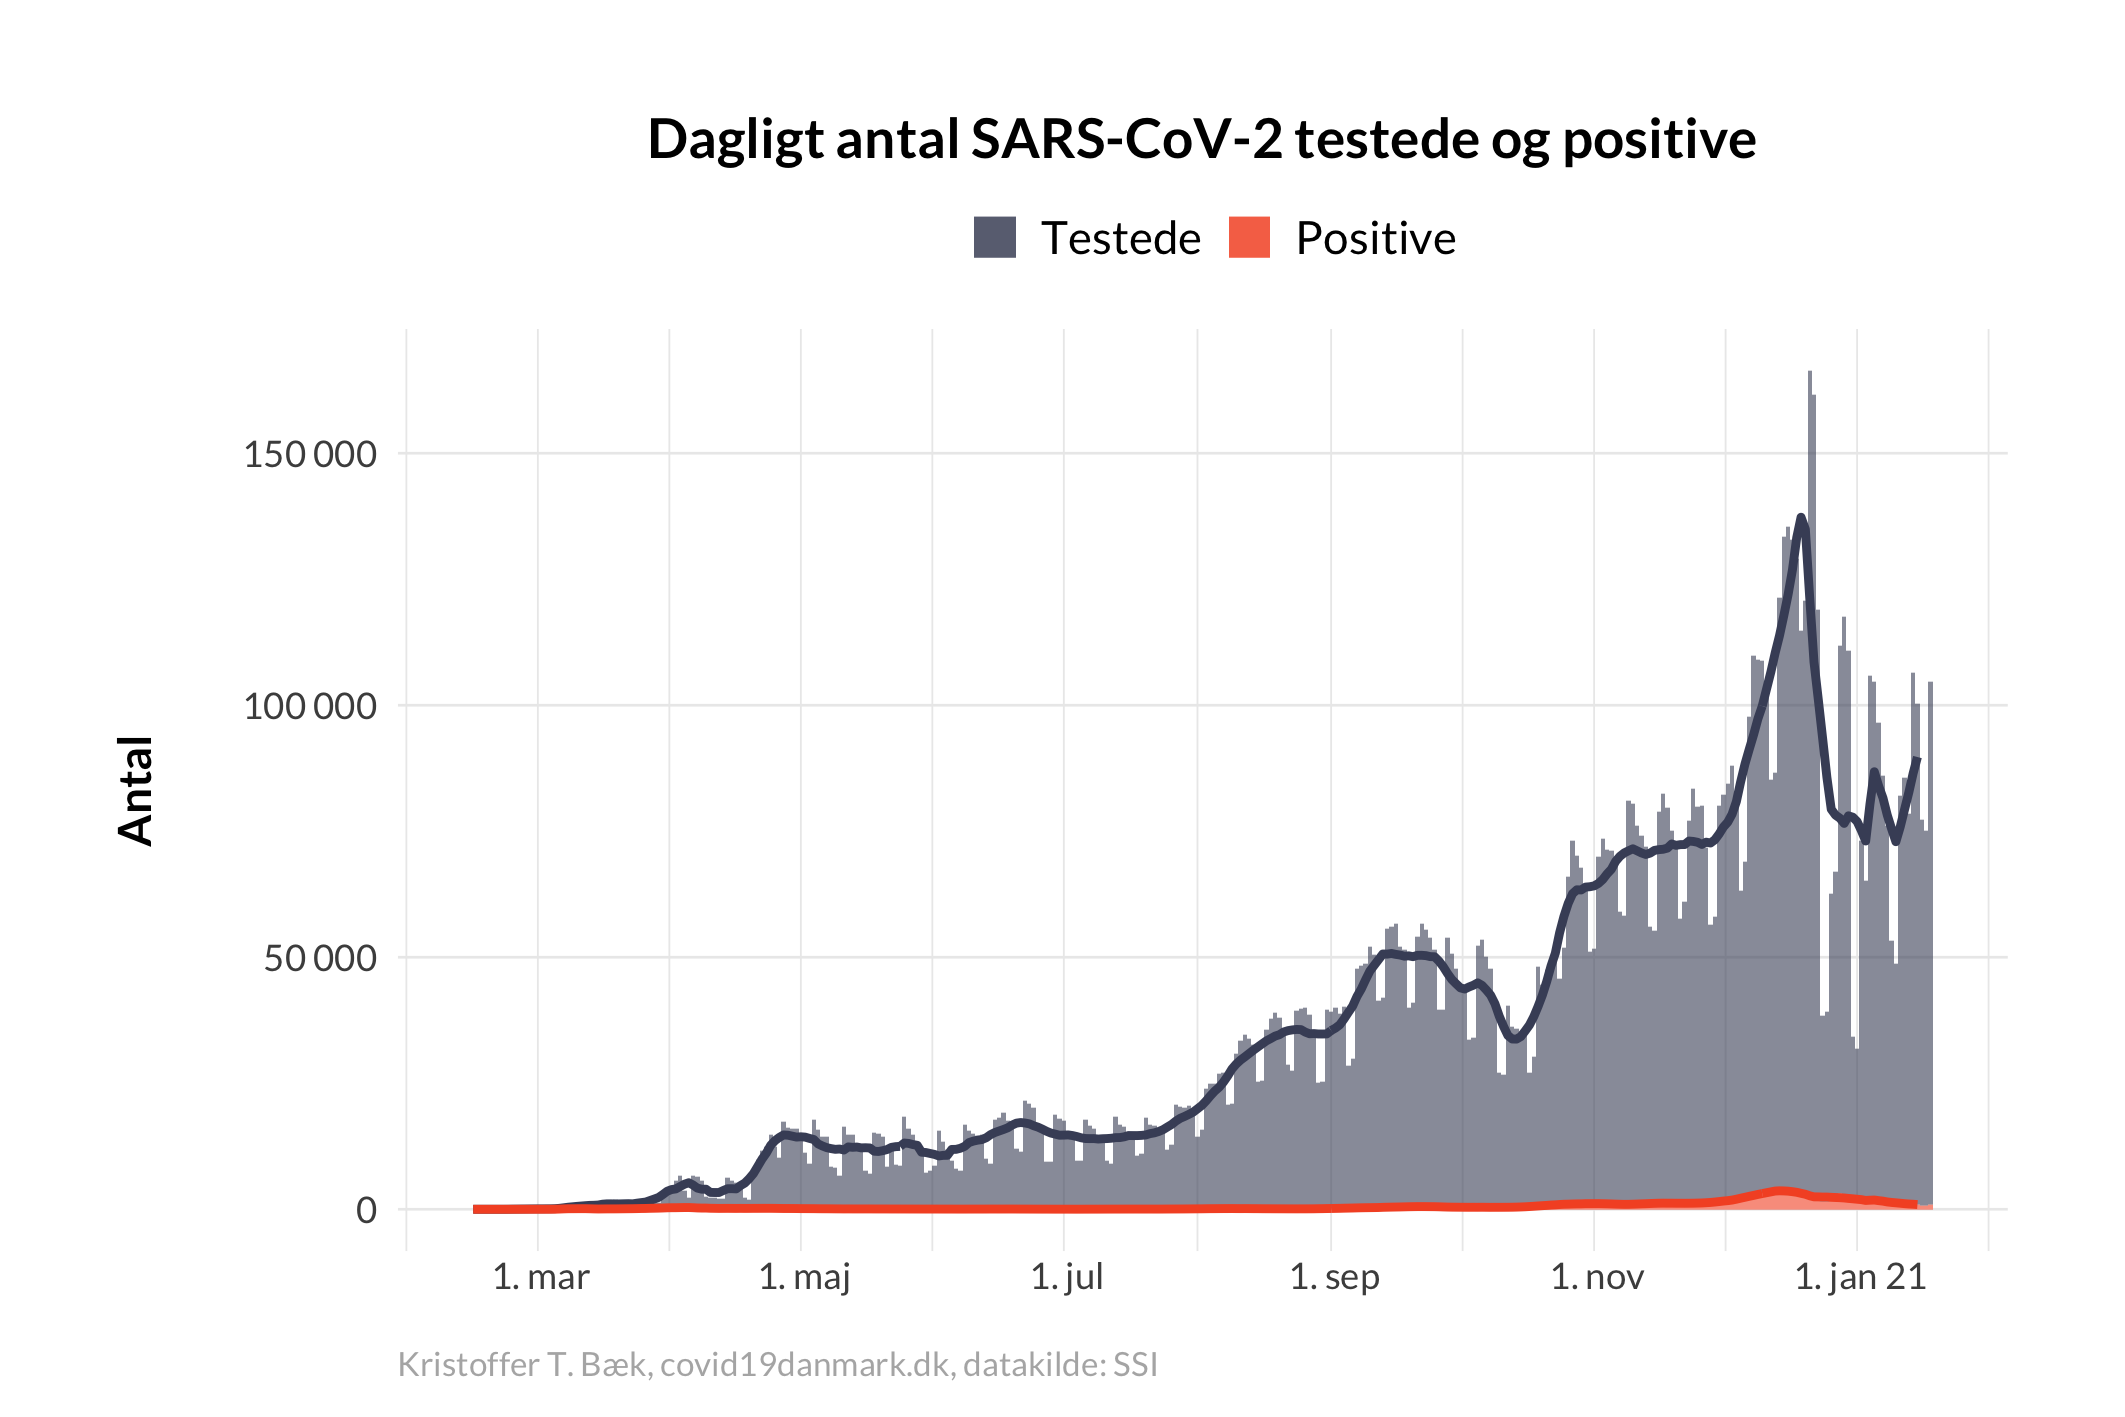 Dagligt antal SARS-CoV-2 testede og positive
Testede Positive
Antal
150 000
100 000
50 000
0
1. mar 1. maj 1. jul 1. sep 1. nov 1. jan 21
Kristoffer T. Bæk, covid19danmark.dk, datakilde: SSI